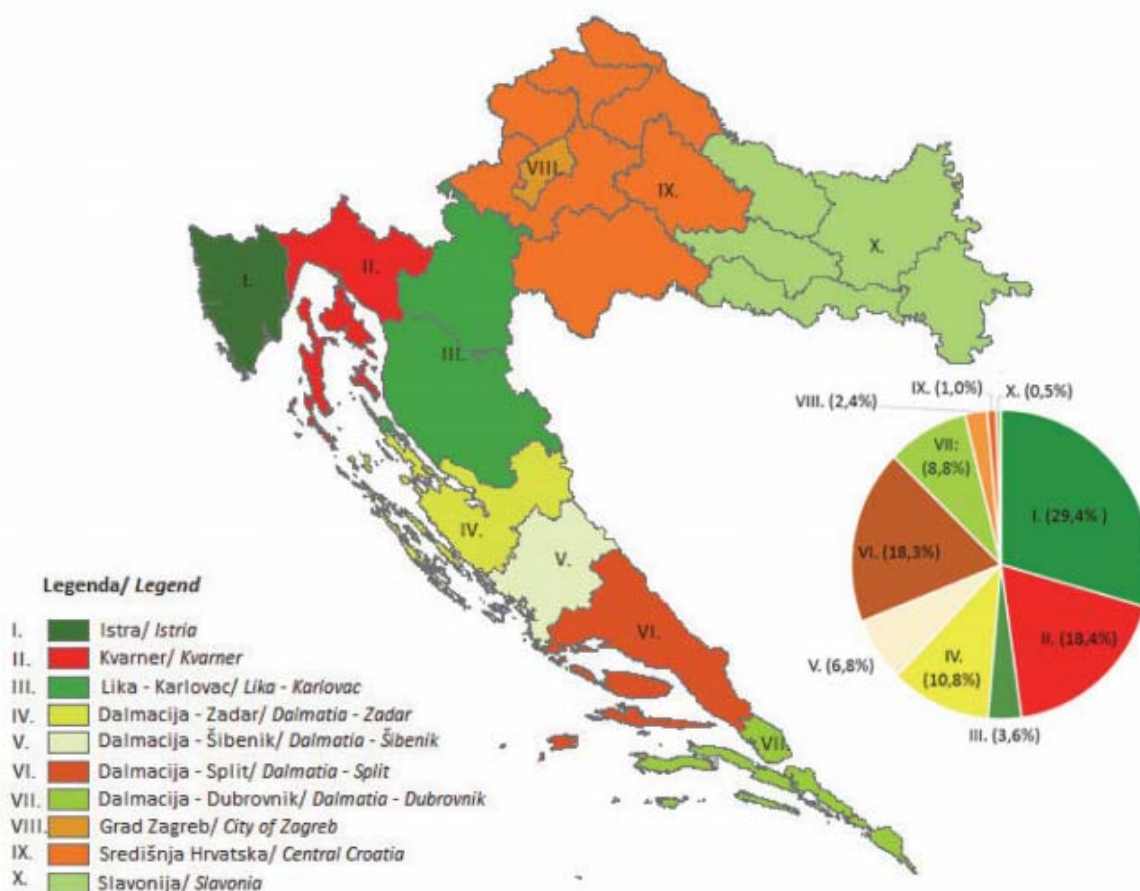 VIII.
IX.
X.
I.
II.
III.
IV.
V.
VI.
VII.
IX. (1,0%)
X. (0,5%)
VIII. (2,4%)
VII:
(8,8%)
I. (29,4% )
VI. (18,3%)
II. (18,4%)
V. (6,8%)
IV.
(10,8%)
III. (3,6%)
Legenda/ Legend
I. Istra/ Istria
II. Kvarner/ Kvarner
III. Lika - Karlovac/ Lika - Karlovac
IV. Dalmacija - Zadar/ Dalmatia - Zadar
V. Dalmacija - Šibenik/ Dalmatia - Šibenik
VI. Dalmacija - Split/ Dalmatia - Split
VII. Dalmacija - Dubrovnik/ Dalmatia - Dubrovnik
VIII. Grad Zagreb/ City of Zagreb
IX. Središnja Hrvatska/ Central Croatia
X. Slavonija/ Slavonia